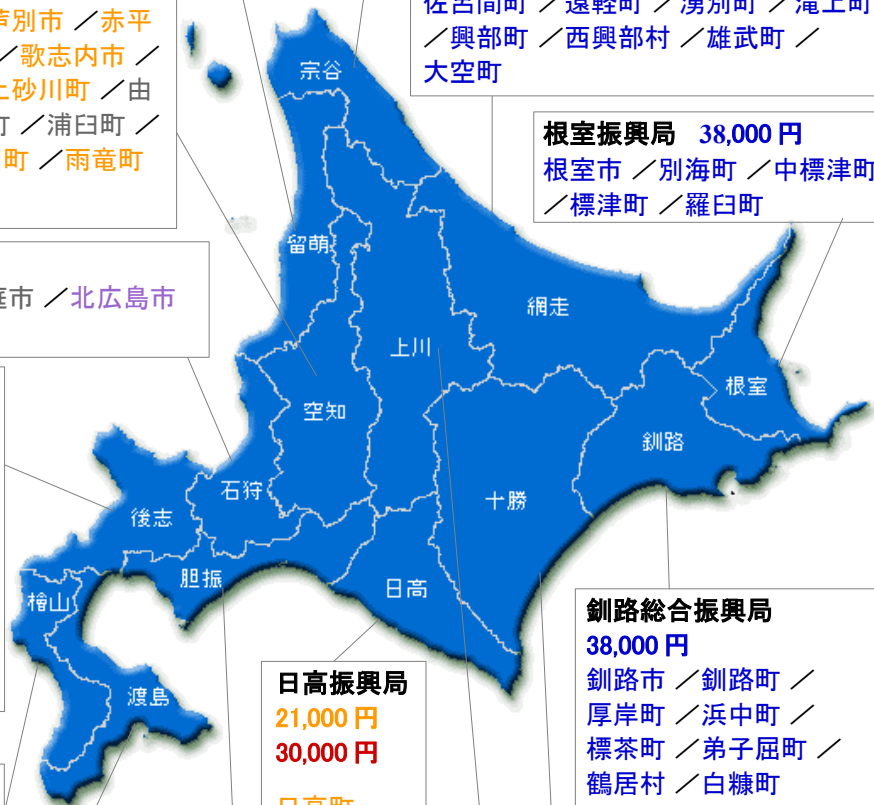 芦別市 ／赤平
／歌志内市 ／
上砂川町 ／由
町 ／浦臼町 ／
町 ／雨竜町
庭市 ／北広島市
佐呂間町 ／遠軽町 ／湧別町 ／滝上町
／興部町 ／西興部村 ／雄武町 ／
大空町
根室振興局 38,000 円
根室市 ／別海町 ／中標津町
／標津町 ／羅臼町
宗谷
留萌
網走
上川
空知
根室
釧路
石狩
十勝
後志
胆振
日高
檜山
渡島
日高振興局
21,000 円
30,000 円
日高町
釧路総合振興局
38,000 円
釧路市 ／釧路町 ／
厚岸町 ／浜中町 ／
標茶町 ／弟子屈町 ／
鶴居村 ／白糠町